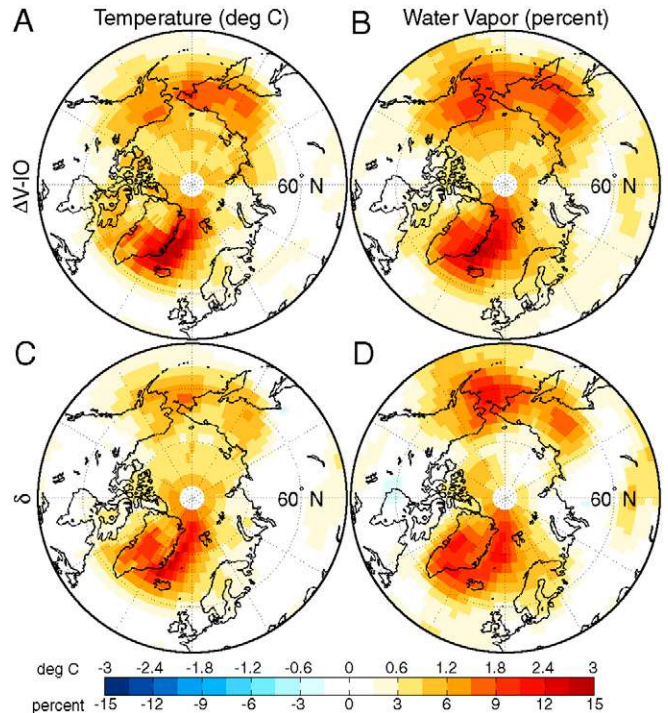 A Temperature (deg C) B Water Vapor (percent)
ΔV-IO
60° N
60° N
C D
δ
60° N
60° N
deg C -3 -2.4 -1.8 -1.2 -0.6 0 0.6 1.2 1.8 2.4 3
percent -15 -12 -9 -6 -3 0 3 6 9 12 15